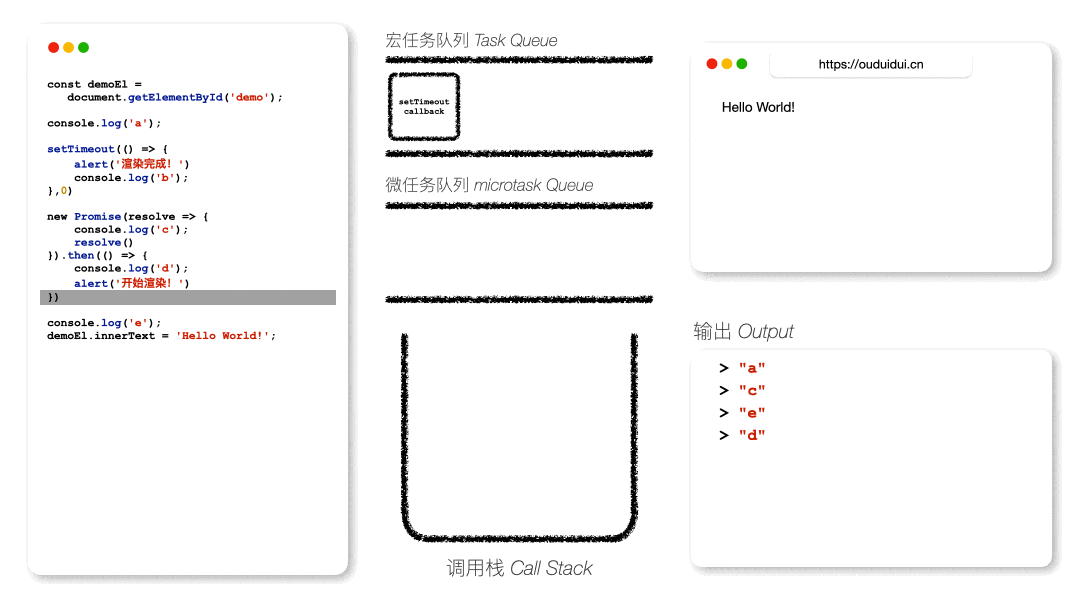 const demoEl =
document.getElementById('demo');
console.log('a');
setTimeout(() => {
alert('渲染完成！')
console.log('b');
},0)
new Promise(resolve => {
console.log('c');
resolve()
}).then(() => {
console.log('d');
alert('开始渲染！')
})
console.log('e');
demoEl.innerText = 'Hello World!';
宏任务队列 Task Queue
setTimeout
callback
微任务队列 microtask Queue
调用栈 Call Stack
https://ouduidui.cn
Hello World!
输出 Output
> "a"
> "c"
> "e"
> "d"